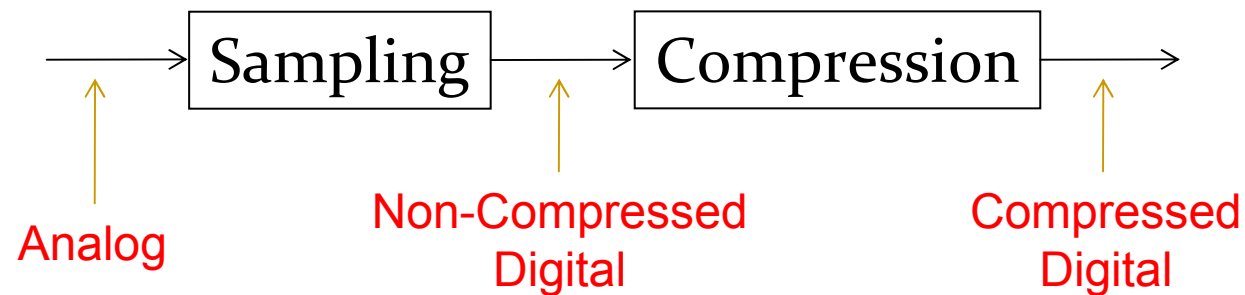 Sampling
Compression
Analog
Non-Compressed
Digital
Compressed
Digital